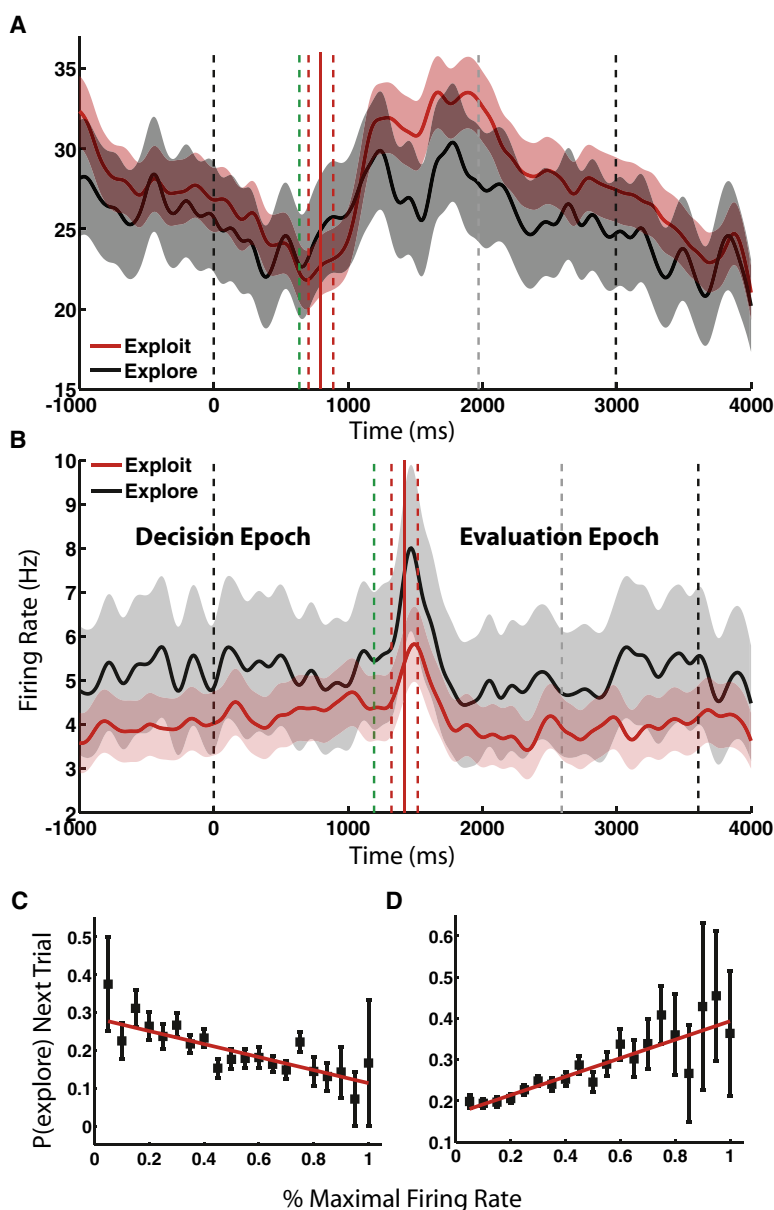 A
35
30
25
20
15
Exploit
Explore
-1000 0 1000 2000 3000 4000
Time (ms)
B
Exploit
Explore
10
9
8
7
6
5
4
3
2
Firing Rate (Hz)
Decision Epoch
Evaluation Epoch
-1000 0 1000 2000 3000 4000
Time (ms)
C
0.5
0.4
0.3
0.2
0.1
0
P(explore) Next Trial
0 0.2 0.4 0.6 0.8 1
D
0.6
0.5
0.4
0.3
0.2
0.1
0 0.2 0.4 0.6 0.8 1
% Maximal Firing Rate